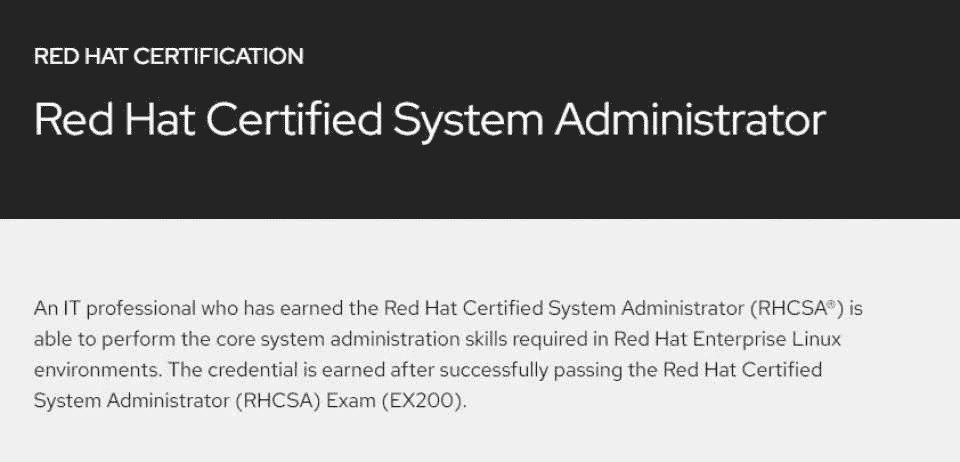 RED HAT CERTIFICATION
Red Hat Certified System Administrator
An IT professional who has earned the Red Hat Certified System Administrator (RHCSA®) is
able to perform the core system administration skills required in Red Hat Enterprise Linux
environments. The credential is earned after successfully passing the Red Hat Certified
System Administrator (RHCSA) Exam (EX200).